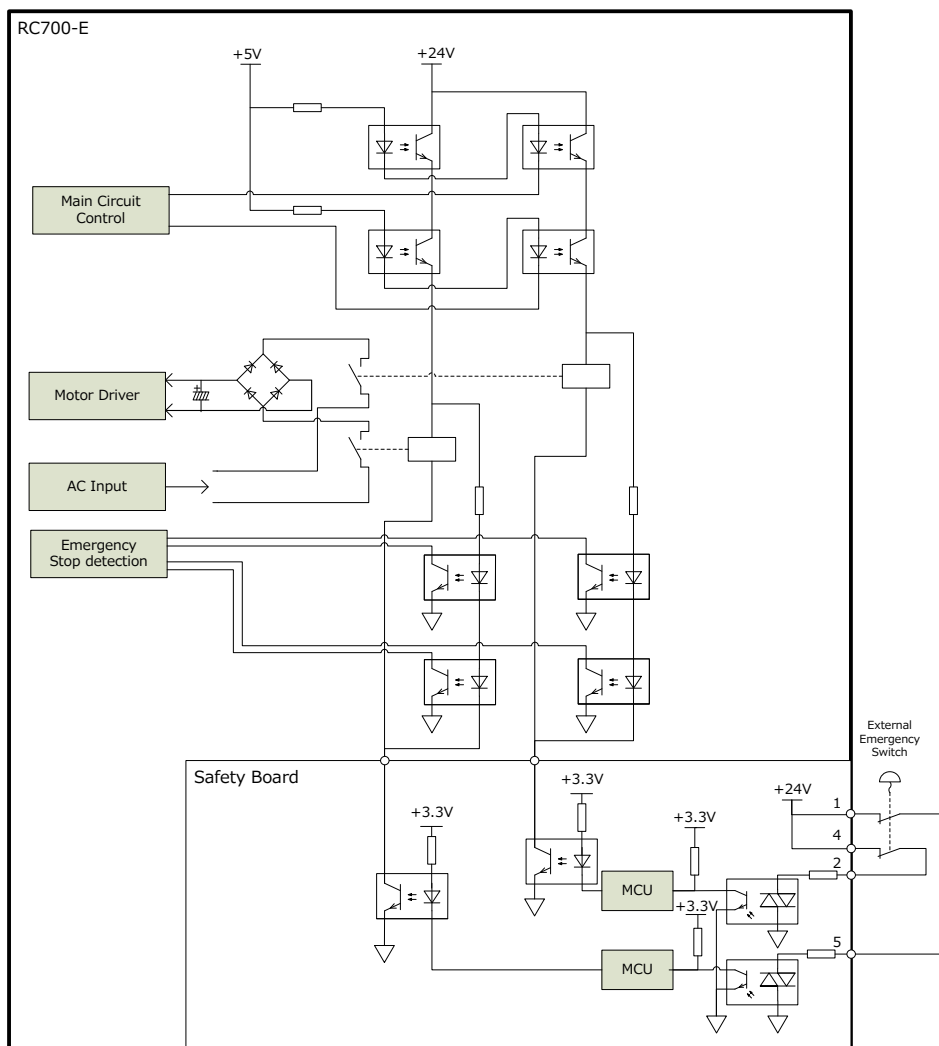 RC700-E
+5V
+24V
Main Circuit
Control
Motor Driver
+
AC Input
Emergency
Stop detection
External
Emergency
Switch
Safety Board
+3.3V
+24V
1
+3.3V
+3.3V
4
2
MCU
+3.3V
5
MCU